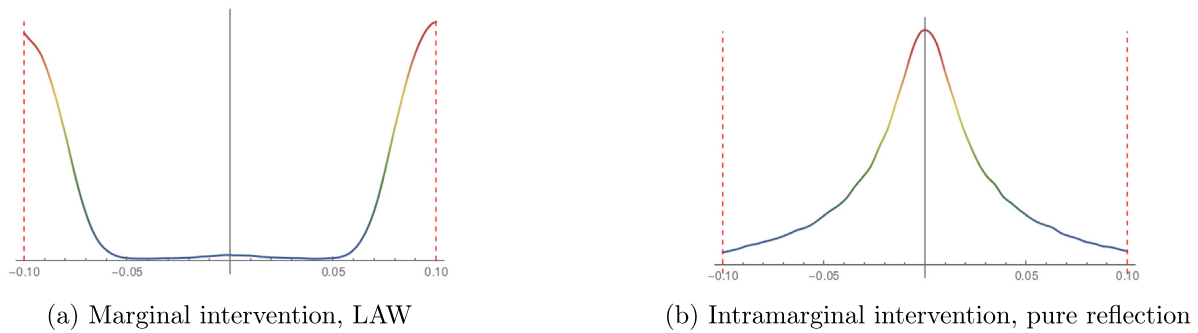 -0.10 -0.05 0.05 0.10
-0.10 -0.05 0.05 0.10
(a) Marginal intervention, LAW
(b) Intramarginal intervention, pure reflection